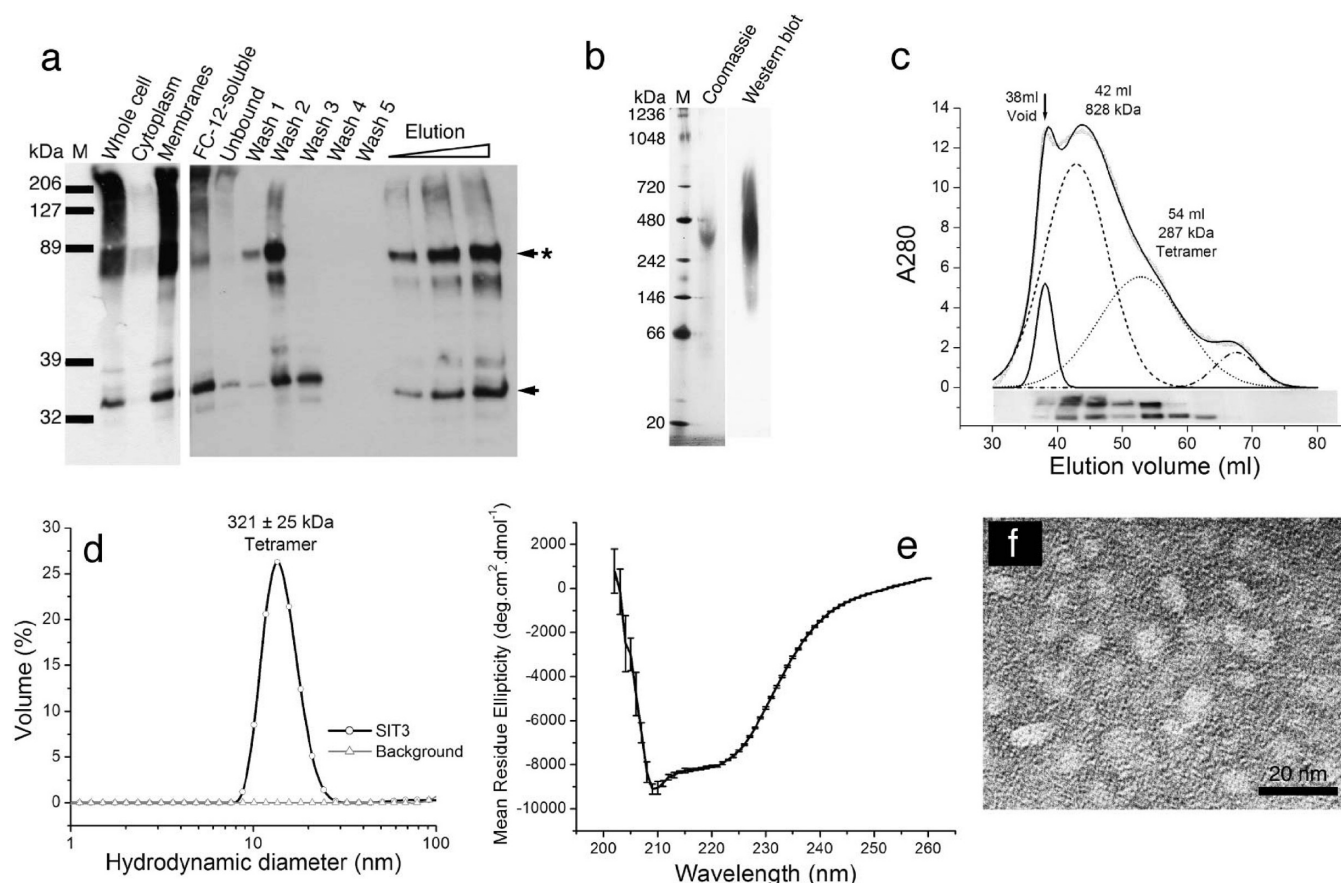 a
kDa M Whole cell Cytoplasm Membranes FC-12-soluble Unbound Wash 1 Wash 2 Wash 3 Wash 4 Wash 5 Elution
206
127
89
39
32
*
b
kDa M Coomassie Western blot
1236
1048
720
480
242
146
66
20
c
38ml
Void
42 ml
828 kDa
54 ml
287 kDa
Tetramer
A280
14
12
10
8
6
4
2
0
30 40 50 60 70 80
Elution volume (ml)
d
321 ± 25 kDa
Tetramer
Volume (%)
30
25
20
15
10
5
0
SIT3
Background
1 10 100
Hydrodynamic diameter (nm)
e
Mean Residue Ellipticity (deg.cm².dmol⁻¹)
2000
0
-2000
-4000
-6000
-8000
-10000
200 210 220 230 240 250 260
Wavelength (nm)
f
20 nm